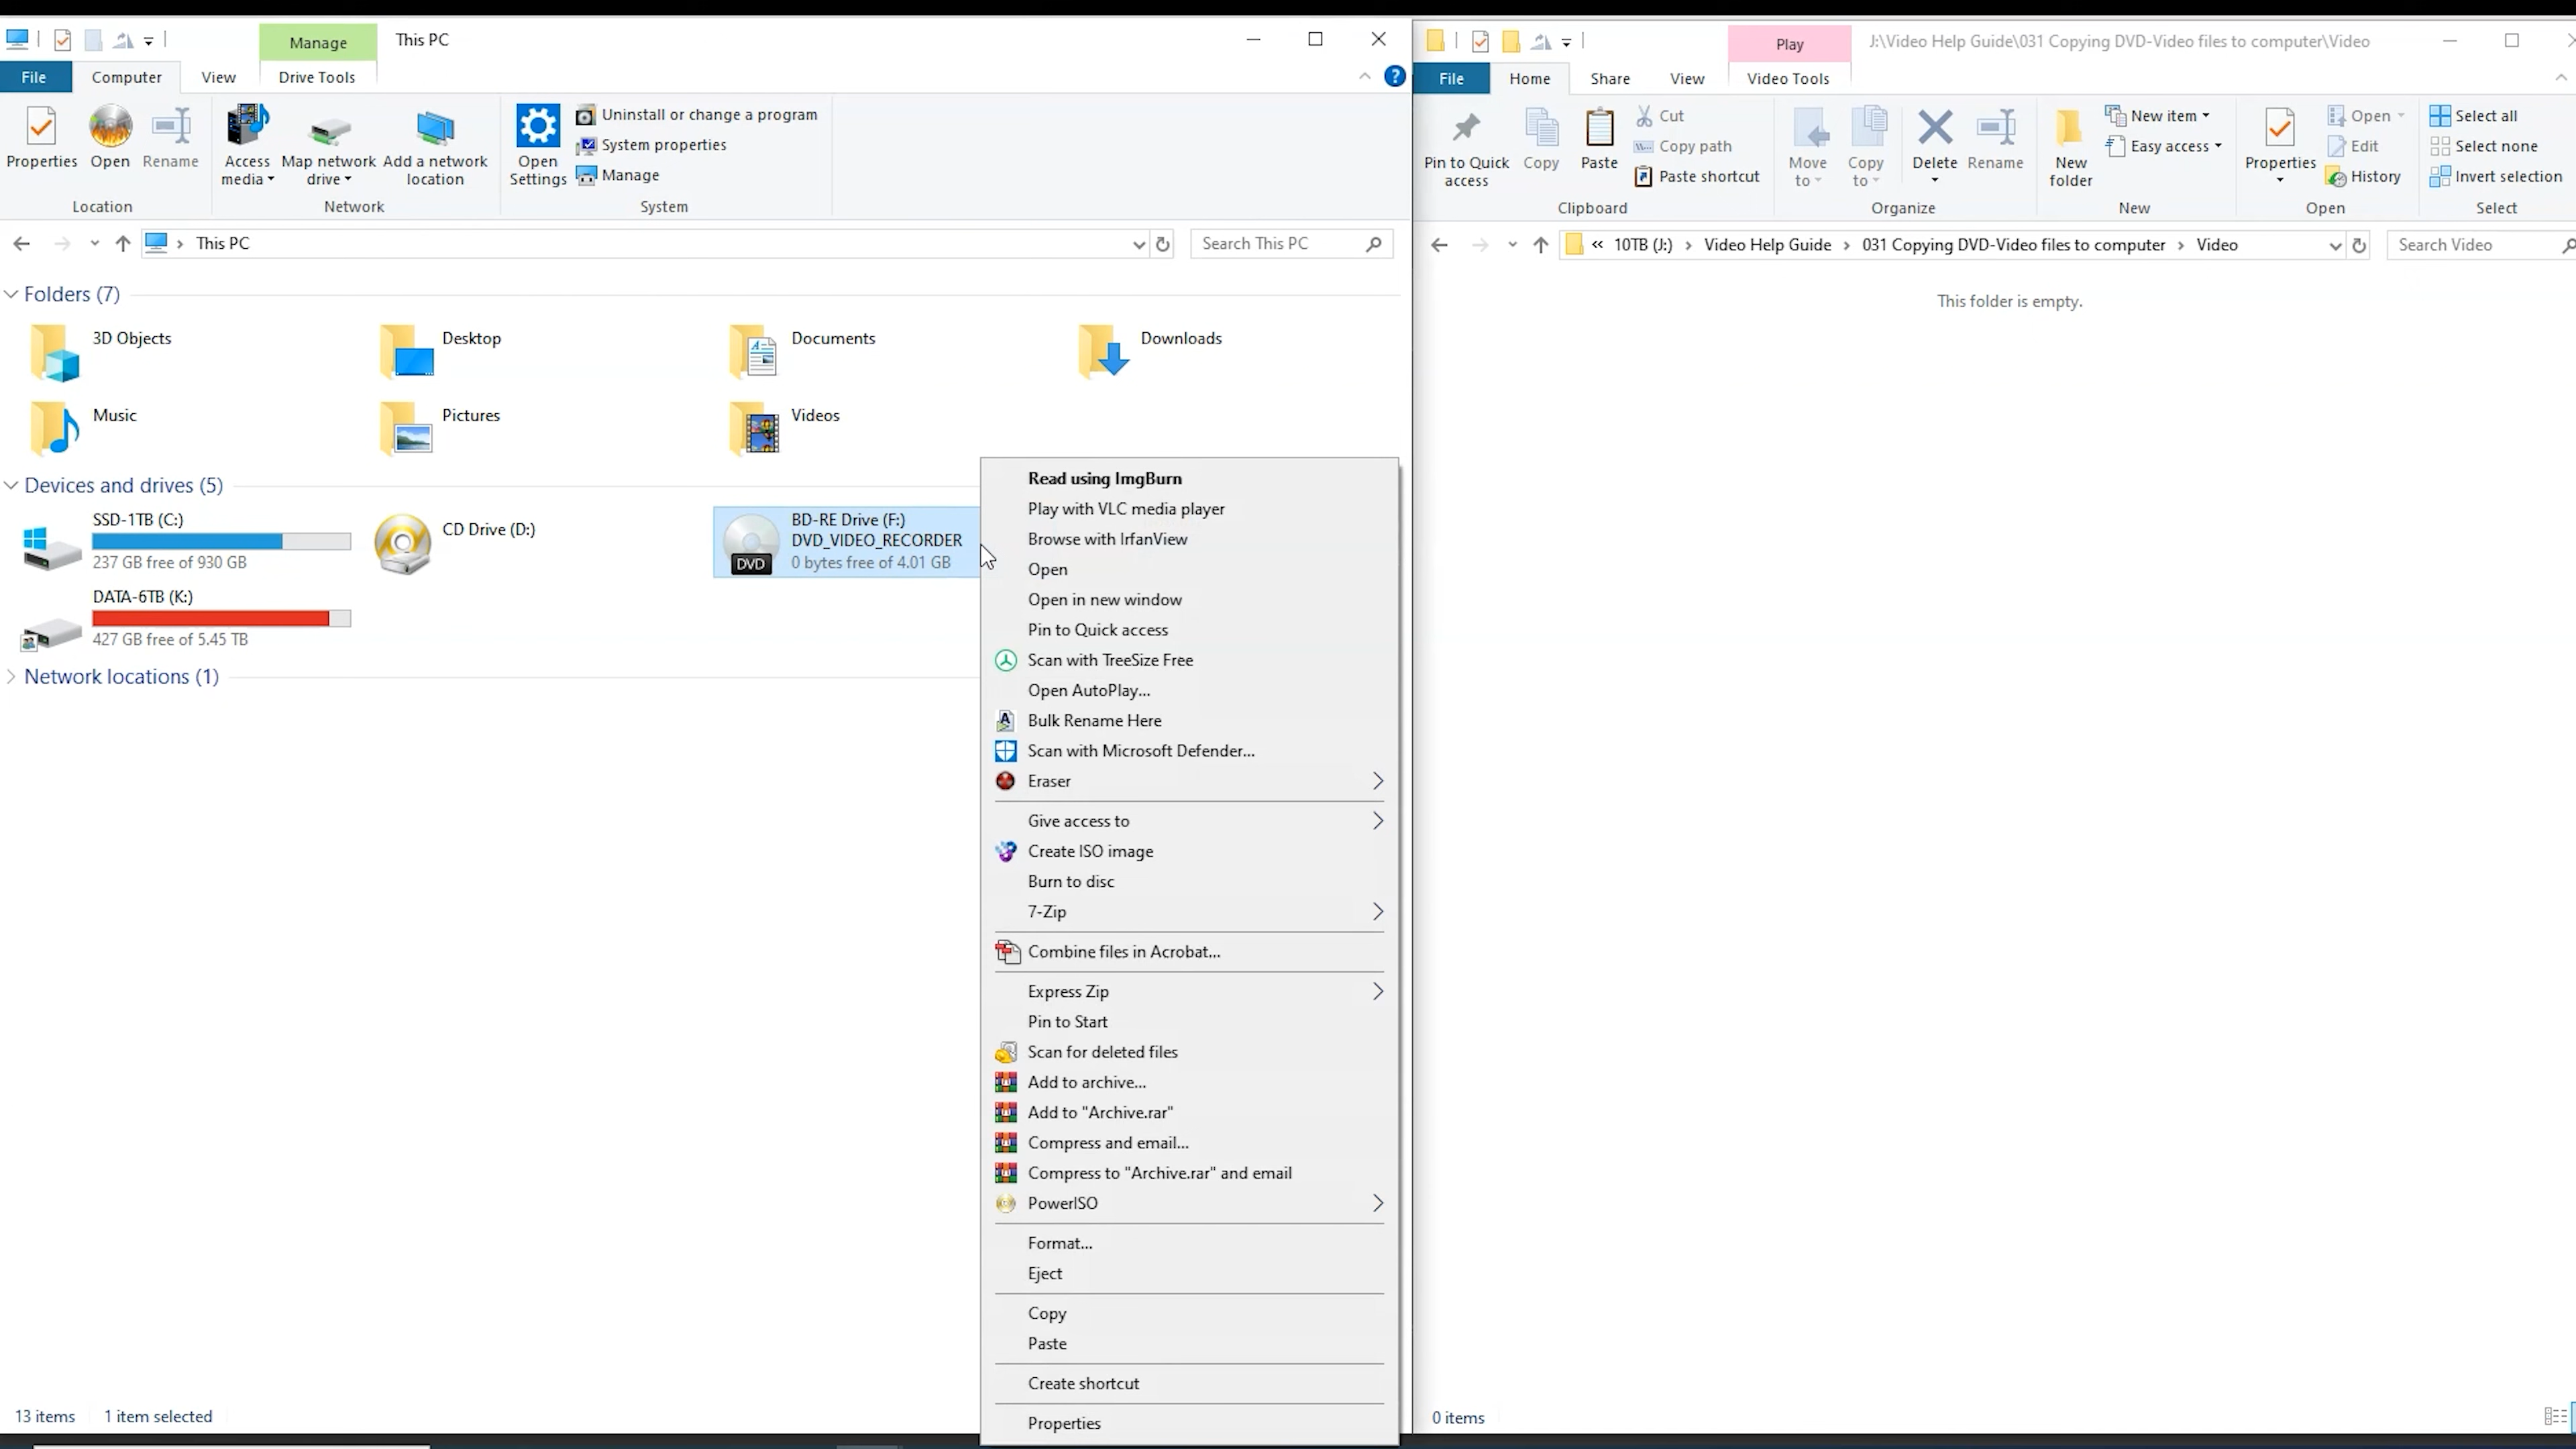 Manage
This PC
File
Computer
View
Drive Tools
Properties
Open
Rename
Access media
Map network drive
Add a network location
Open Settings
Uninstall or change a program
System properties
Manage
Location
Network
System
This PC
Search This PC
Folders (7)
3D Objects
Desktop
Documents
Downloads
Music
Pictures
Videos
Devices and drives (5)
SSD-1TB (C:)
237 GB free of 930 GB
CD Drive (D:)
DVD
BD-RE Drive (F:)
DVD_VIDEO_RECORDER
0 bytes free of 4.01 GB
DATA-6TB (K:)
427 GB free of 5.45 TB
Network locations (1)
Read using ImgBurn
Play with VLC media player
Browse with IrfanView
Open
Open in new window
Pin to Quick access
Scan with TreeSize Free
Open AutoPlay...
Bulk Rename Here
Scan with Microsoft Defender...
Eraser
Give access to
Create ISO image
Burn to disc
7-Zip
Combine files in Acrobat...
Express Zip
Pin to Start
Scan for deleted files
Add to archive...
Add to "Archive.rar"
Compress and email...
Compress to "Archive.rar" and email
PowerISO
Format...
Eject
Copy
Paste
Create shortcut
Properties
13 items
1 item selected
Play
J:\Video Help Guide\031 Copying DVD-Video files to computer\Video
File
Home
Share
View
Video Tools
Pin to Quick access
Copy
Paste
Cut
Copy path
Paste shortcut
Move to
Copy to
Delete
Rename
New folder
New item
Easy access
Properties
Open
Edit
History
Select all
Select none
Invert selection
Clipboard
Organize
New
Open
Select
« 10TB (J:) › Video Help Guide › 031 Copying DVD-Video files to computer › Video
Search Video
This folder is empty.
0 items